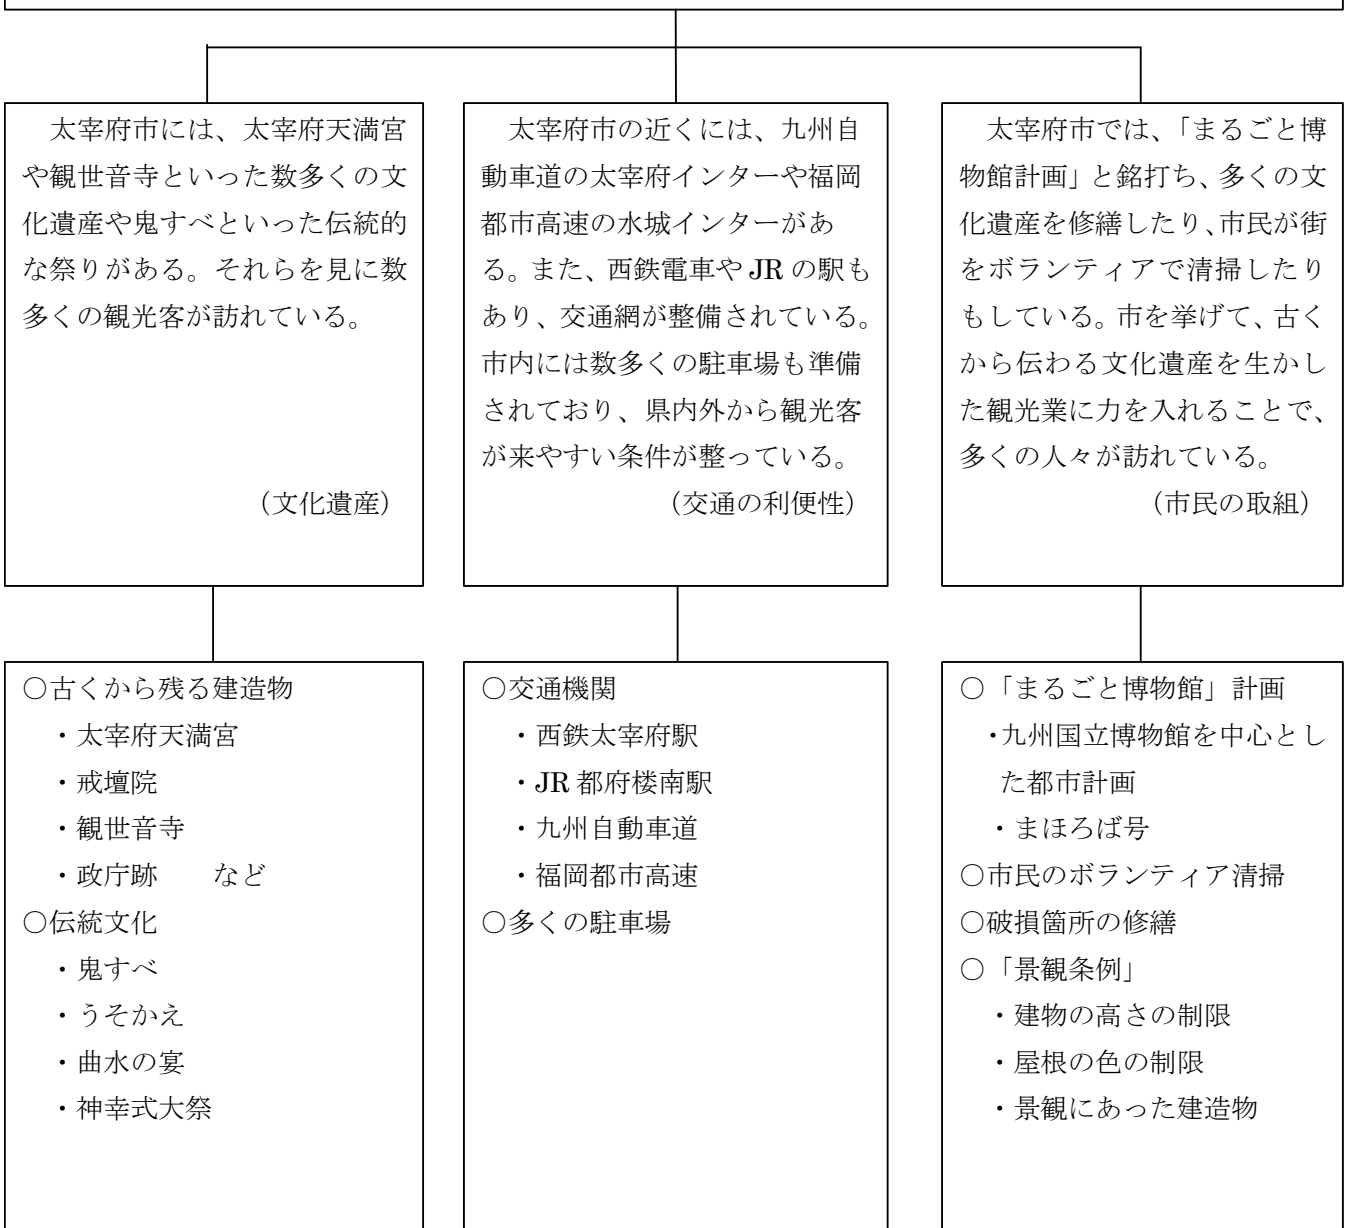 太宰府市には、太宰府天満宮
や観世音寺といった数多くの文
化遺産や鬼すべといった伝統的
な祭りがある。それらを見に数
多くの観光客が訪れている。
（文化遺産）
太宰府市の近くには、九州自
動車道の太宰府インターや福岡
都市高速の水城インターがあ
る。また、西鉄電車や JR の駅も
あり、交通網が整備されている。
市内には数多くの駐車場も準備
されており、県内外から観光客
が来やすい条件が整っている。
（交通の利便性）
太宰府市では、「まるごと博
物館計画」と銘打ち、多くの文
化遺産を修繕したり、市民が街
をボランティアで清掃したり
もしている。市を挙げて、古く
から伝わる文化遺産を生かし
た観光業に力を入れることで、
多くの人々が訪れている。
（市民の取組）
○古くから残る建造物
・太宰府天満宮
・戒壇院
・観世音寺
・政庁跡　　など
○伝統文化
・鬼すべ
・うそかえ
・曲水の宴
・神幸式大祭
○交通機関
・西鉄太宰府駅
・JR 都府楼南駅
・九州自動車道
・福岡都市高速
○多くの駐車場
○「まるごと博物館」計画
・九州国立博物館を中心とし
た都市計画
・まほろば号
○市民のボランティア清掃
○破損箇所の修繕
○「景観条例」
・建物の高さの制限
・屋根の色の制限
・景観にあった建造物